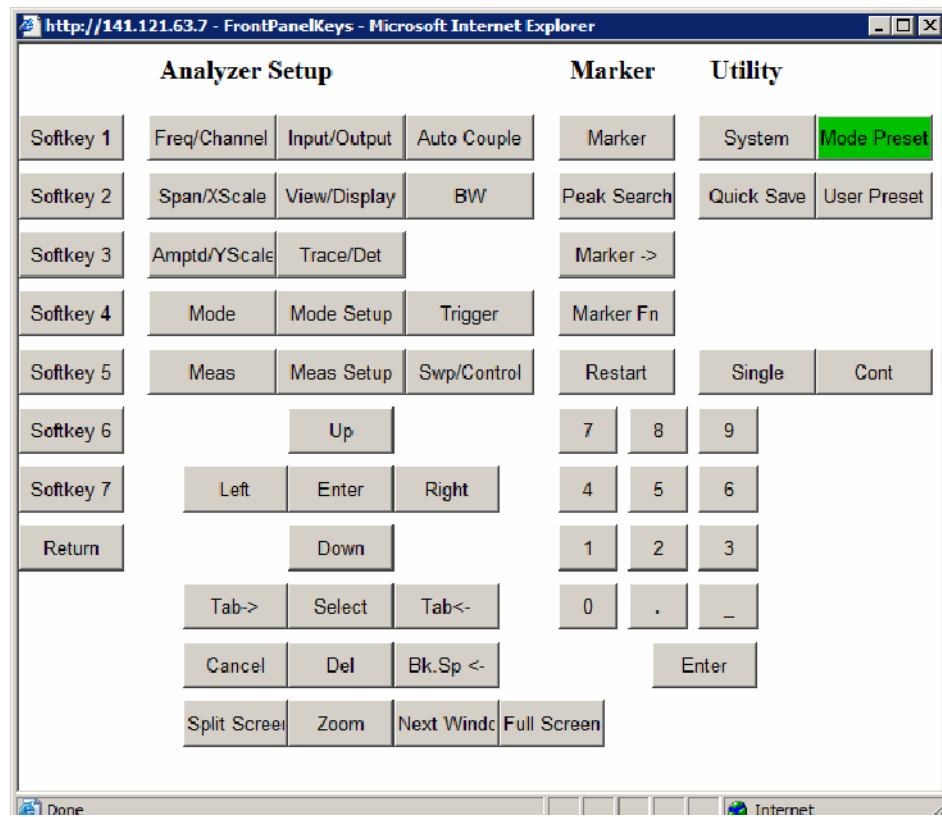 http://141.121.63.7 - FrontPanelKeys - Microsoft Internet Explorer
Analyzer Setup Marker Utility
Softkey 1 Freq/Channel Input/Output Auto Couple Marker System Mode Preset
Softkey 2 Span/XScale View/Display BW Peak Search Quick Save User Preset
Softkey 3 Amptd/YScale Trace/Det Marker ->
Softkey 4 Mode Mode Setup Trigger Marker Fn
Softkey 5 Meas Meas Setup Swp/Control Restart Single Cont
Softkey 6 Up 7 8 9
Softkey 7 Left Enter Right 4 5 6
Return Down 1 2 3
Tab-> Select Tab<- 0 . _
Cancel Del Bk.Sp <- Enter
Split Screer Zoom Next Windc Full Screen
Done Internet